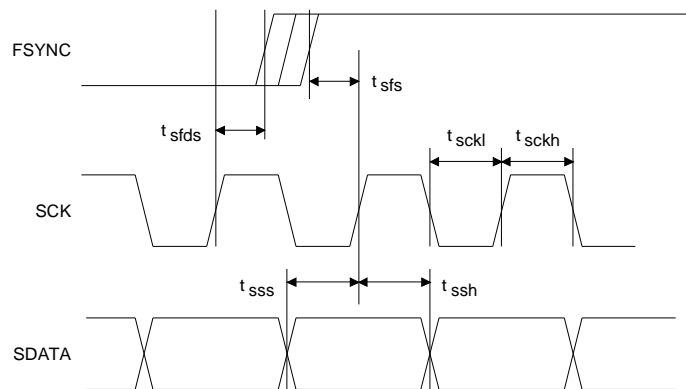 FSYNC
t sfs
t sfds
t sckl
t sckh
SCK
t sss
t ssh
SDATA